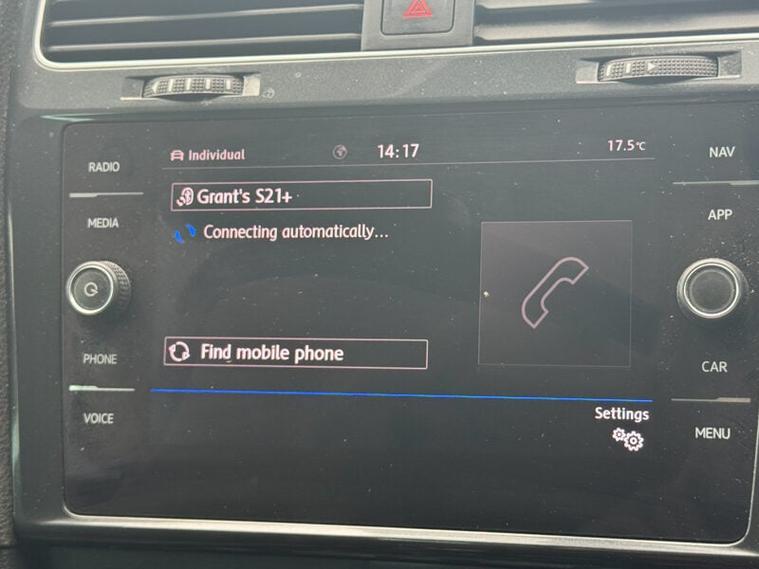 RADIO
MEDIA
PHONE
VOICE
Individual
14:17
17.5°C
Grant's S21+
Connecting automatically...
Find mobile phone
Settings
NAV
APP
CAR
MENU